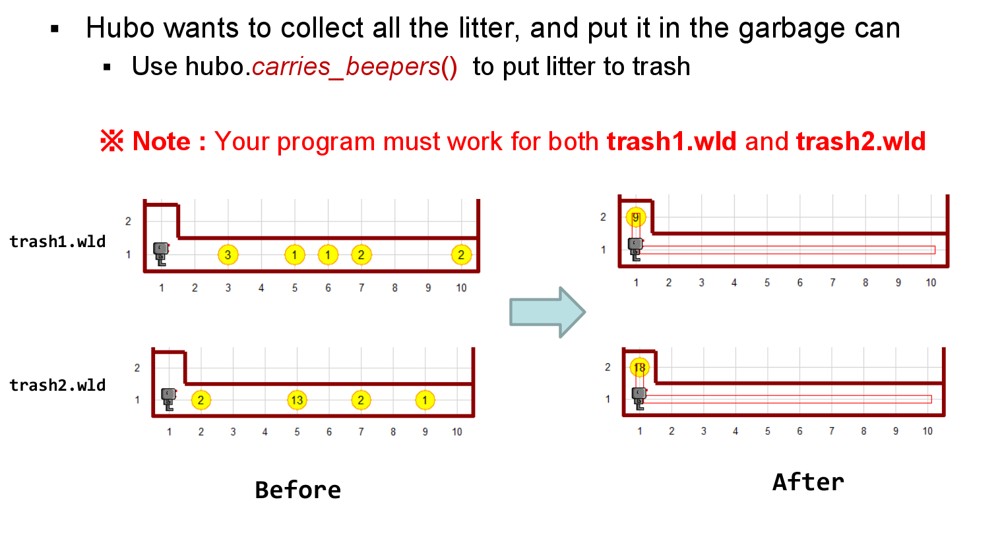 ▪ Hubo wants to collect all the litter, and put it in the garbage can
▪ Use hubo.carries_beepers() to put litter to trash
※ Note : Your program must work for both trash1.wld and trash2.wld
trash1.wld
2
1
3 1 1 2 2
1 2 3 4 5 6 7 8 9 10
2
9
1
1 2 3 4 5 6 7 8 9 10
trash2.wld
2
1
2 13 2 1
1 2 3 4 5 6 7 8 9 10
2
18
1
1 2 3 4 5 6 7 8 9 10
Before
After